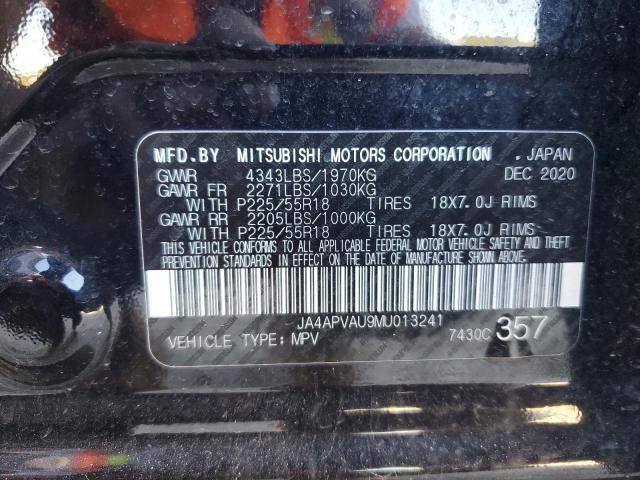 MFD.BY MITSUBISHI MOTORS CORPORATION . JAPAN
GVWR 4343LBS/1970KG DEC 2020
GAWR FR 2271LBS/1030KG
WITH P225/55R18 TIRES 18X7.0J RIMS
GAWR RR 2205LBS/1000KG
WITH P225/55R18 TIRES 18X7.0J RIMS
THIS VEHICLE CONFORMS TO ALL APPLICABLE FEDERAL MOTOR VEHICLE SAFETY AND THEFT
PREVENTION STANDARDS IN EFFECT ON THE DATE OF MANUFACTURE SHOWN ABOVE.
JA4APVAU9MU013241
VEHICLE TYPE: MPV 7430C 357